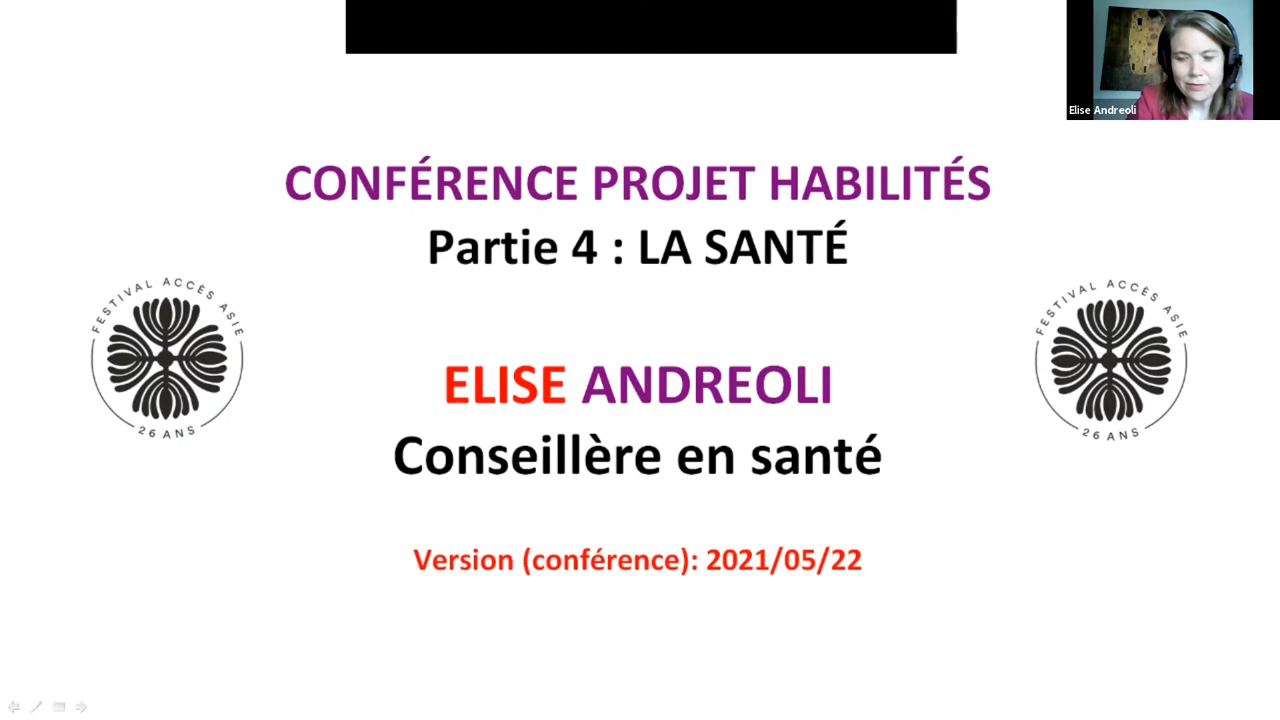 Elise Andreoli
CONFÉRENCE PROJET HABILITÉS
Partie 4 : LA SANTÉ
FESTIVAL ACCÈS ASIE
26 ANS
FESTIVAL ACCÈS ASIE
26 ANS
ELISE ANDREOLI
Conseillère en santé
Version (conférence): 2021/05/22